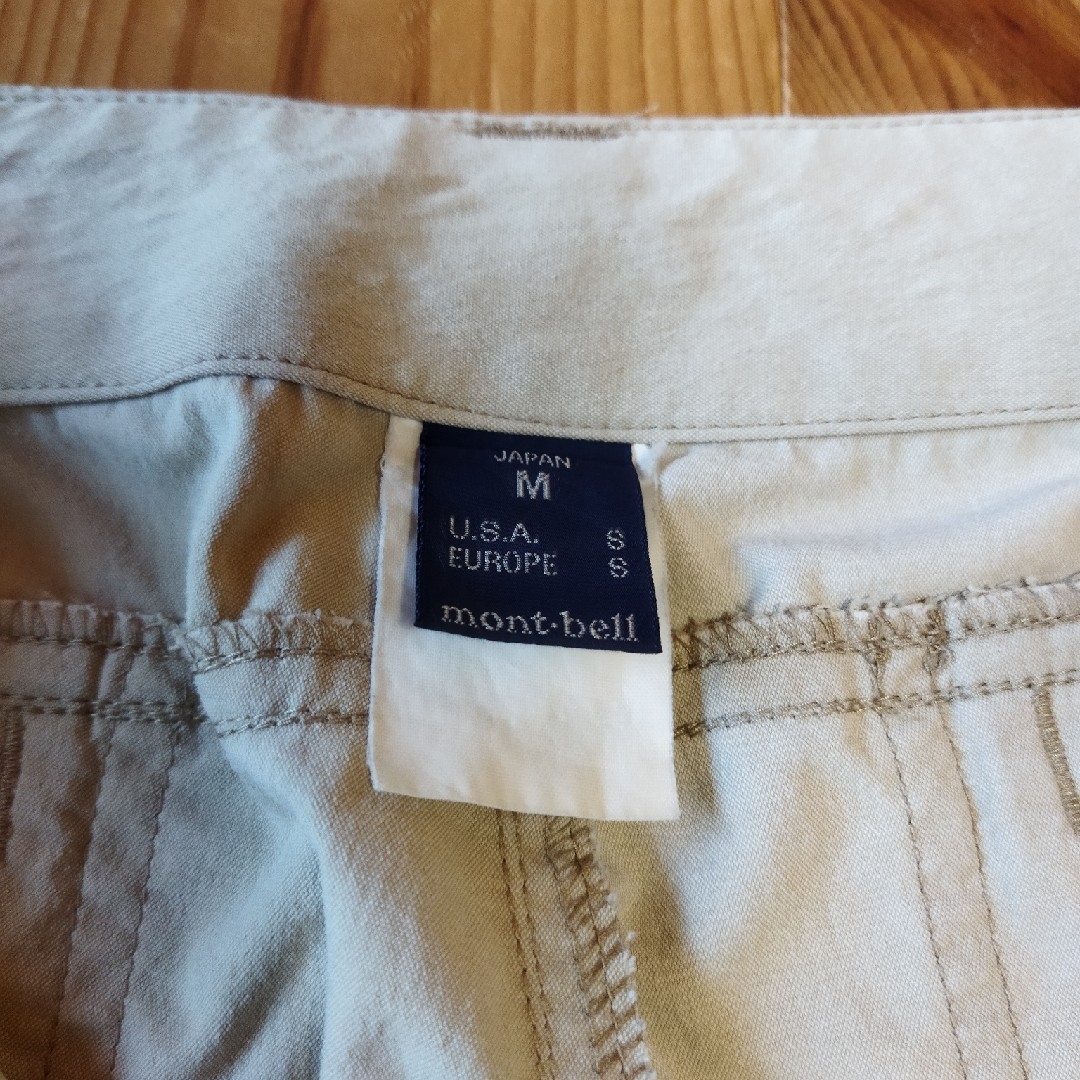 JAPAN
M
U.S.A. S
EUROPE S
mont·bell